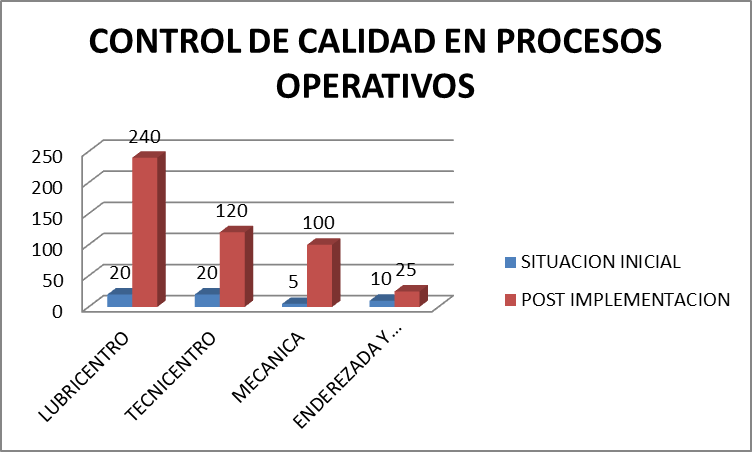 CONTROL DE CALIDAD EN PROCESOS
OPERATIVOS
250
200
150
100
50
0
240
120
100
25
20
20
5
10
LUBRICENTRO
TECNICENTRO
MECANICA
ENDEREZADA Y...
SITUACION INICIAL
POST IMPLEMENTACION